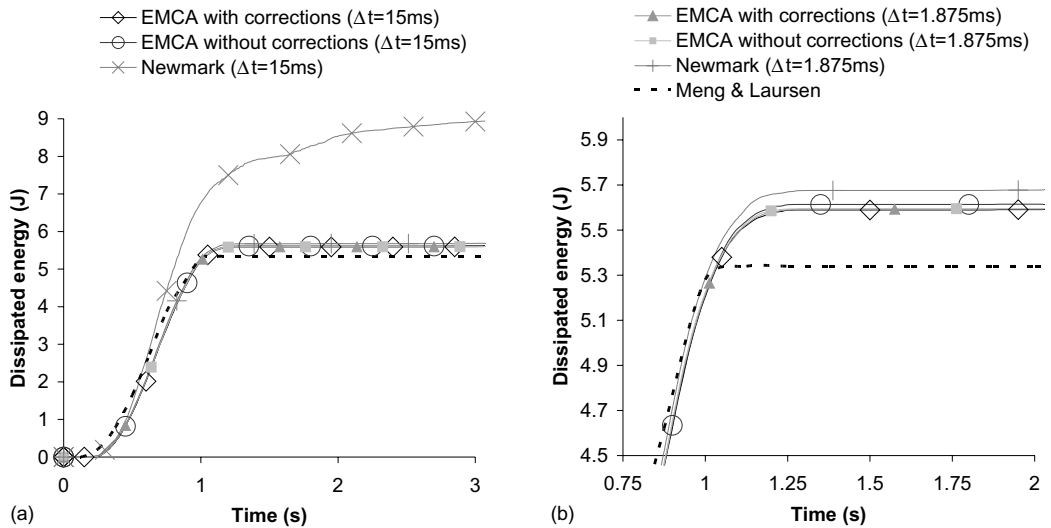 EMCA with corrections (Δt=15ms)
EMCA without corrections (Δt=15ms)
Newmark (Δt=15ms)
EMCA with corrections (Δt=1.875ms)
EMCA without corrections (Δt=1.875ms)
Newmark (Δt=1.875ms)
Meng & Laursen
Dissipated energy (J)
9
8
7
6
5
4
3
2
1
0
0
1
2
3
Time (s)
(a)
Dissipated energy (J)
5.9
5.7
5.5
5.3
5.1
4.9
4.7
4.5
0.75
1
1.25
1.5
1.75
2
Time (s)
(b)